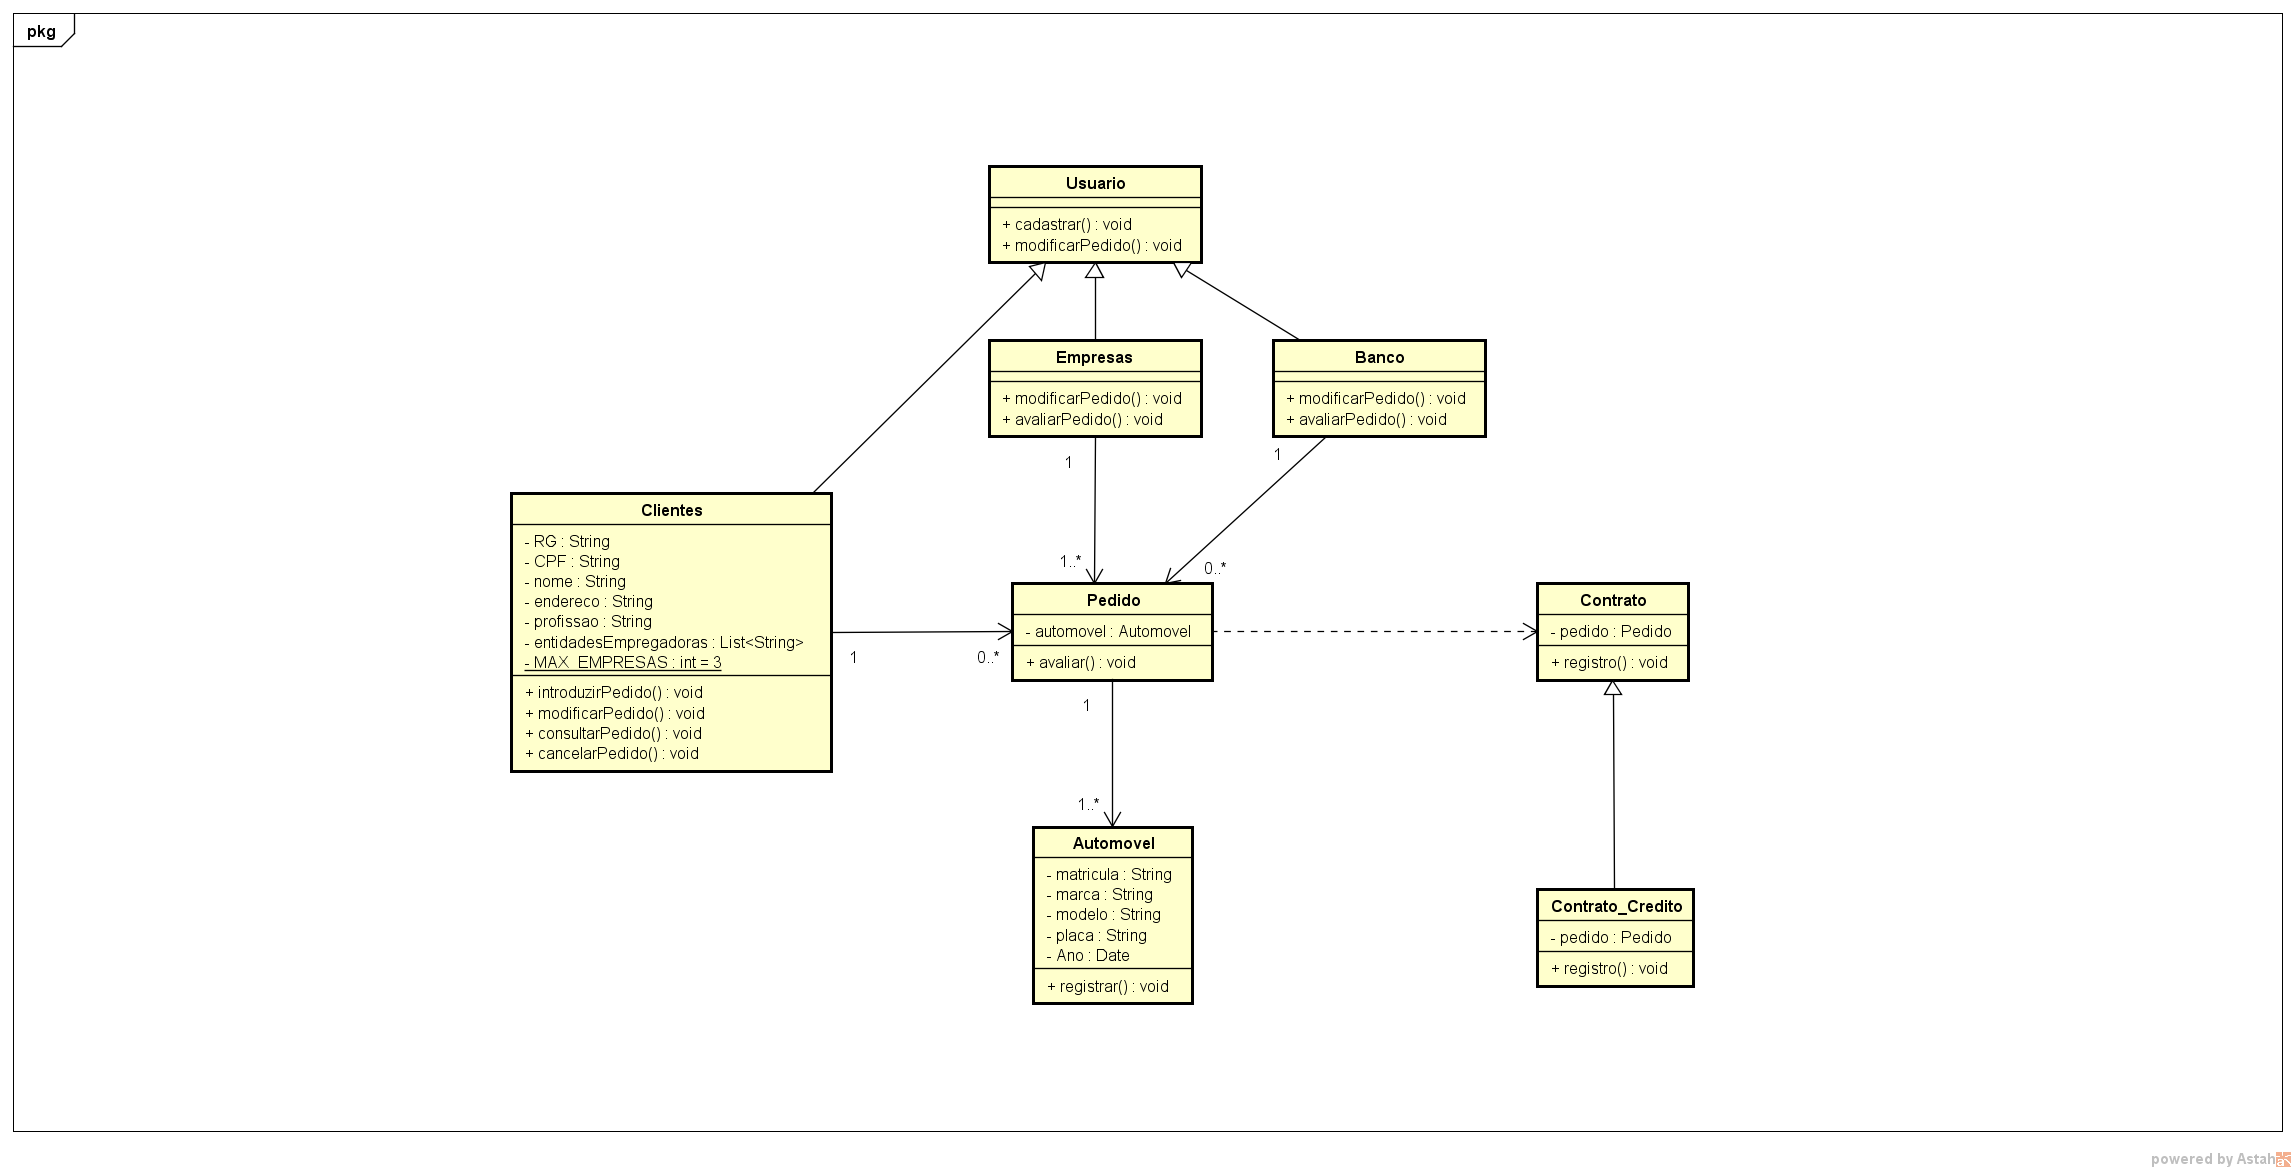 pkg
Usuario
+ cadastrar() : void
+ modificarPedido() : void
Empresas
+ modificarPedido() : void
+ avaliarPedido() : void
Banco
+ modificarPedido() : void
+ avaliarPedido() : void
1
1
1..*
0..*
Clientes
- RG : String
- CPF : String
- nome : String
- endereco : String
- profissao : String
- entidadesEmpregadoras : List<String>
- MAX_EMPRESAS : int = 3
+ introduzirPedido() : void
+ modificarPedido() : void
+ consultarPedido() : void
+ cancelarPedido() : void
1
0..*
Pedido
- automovel : Automovel
+ avaliar() : void
Contrato
- pedido : Pedido
+ registro() : void
1
1..*
Automovel
- matricula : String
- marca : String
- modelo : String
- placa : String
- Ano : Date
+ registrar() : void
Contrato_Credito
- pedido : Pedido
+ registro() : void
powered by Astah